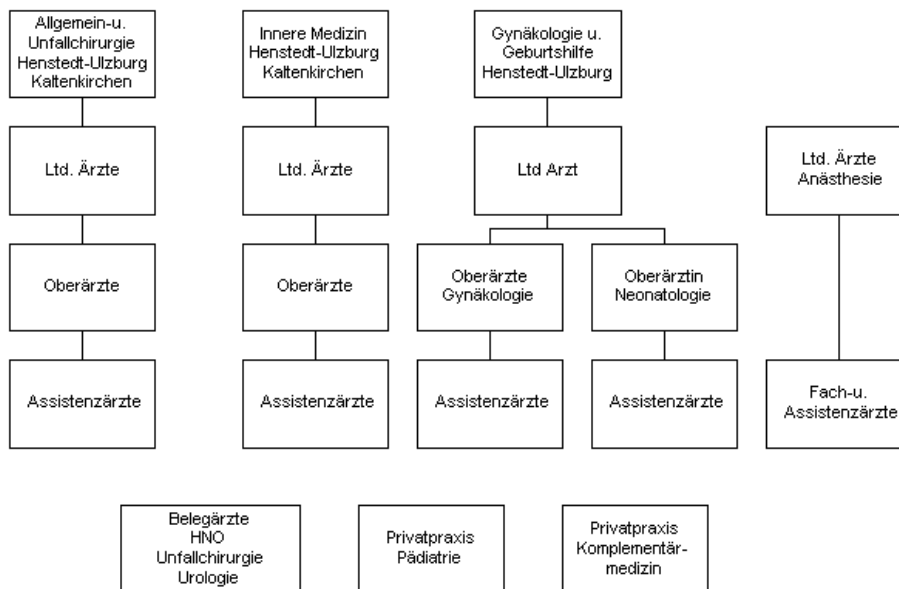 Allgemein-u.
Unfallchirurgie
Henstedt-Ulzburg
Kaltenkirchen
Innere Medizin
Henstedt-Ulzburg
Kaltenkirchen
Gynäkologie u.
Geburtshilfe
Henstedt-Ulzburg
Ltd. Ärzte
Ltd. Ärzte
Ltd Arzt
Ltd. Ärzte
Anästhesie
Oberärzte
Oberärzte
Oberärzte
Gynäkologie
Oberärztin
Neonatologie
Assistenzärzte
Assistenzärzte
Assistenzärzte
Assistenzärzte
Fach-u.
Assistenzärzte
Belegärzte
HNO
Unfallchirurgie
Urologie
Privatpraxis
Pädiatrie
Privatpraxis
Komplementär-
medizin